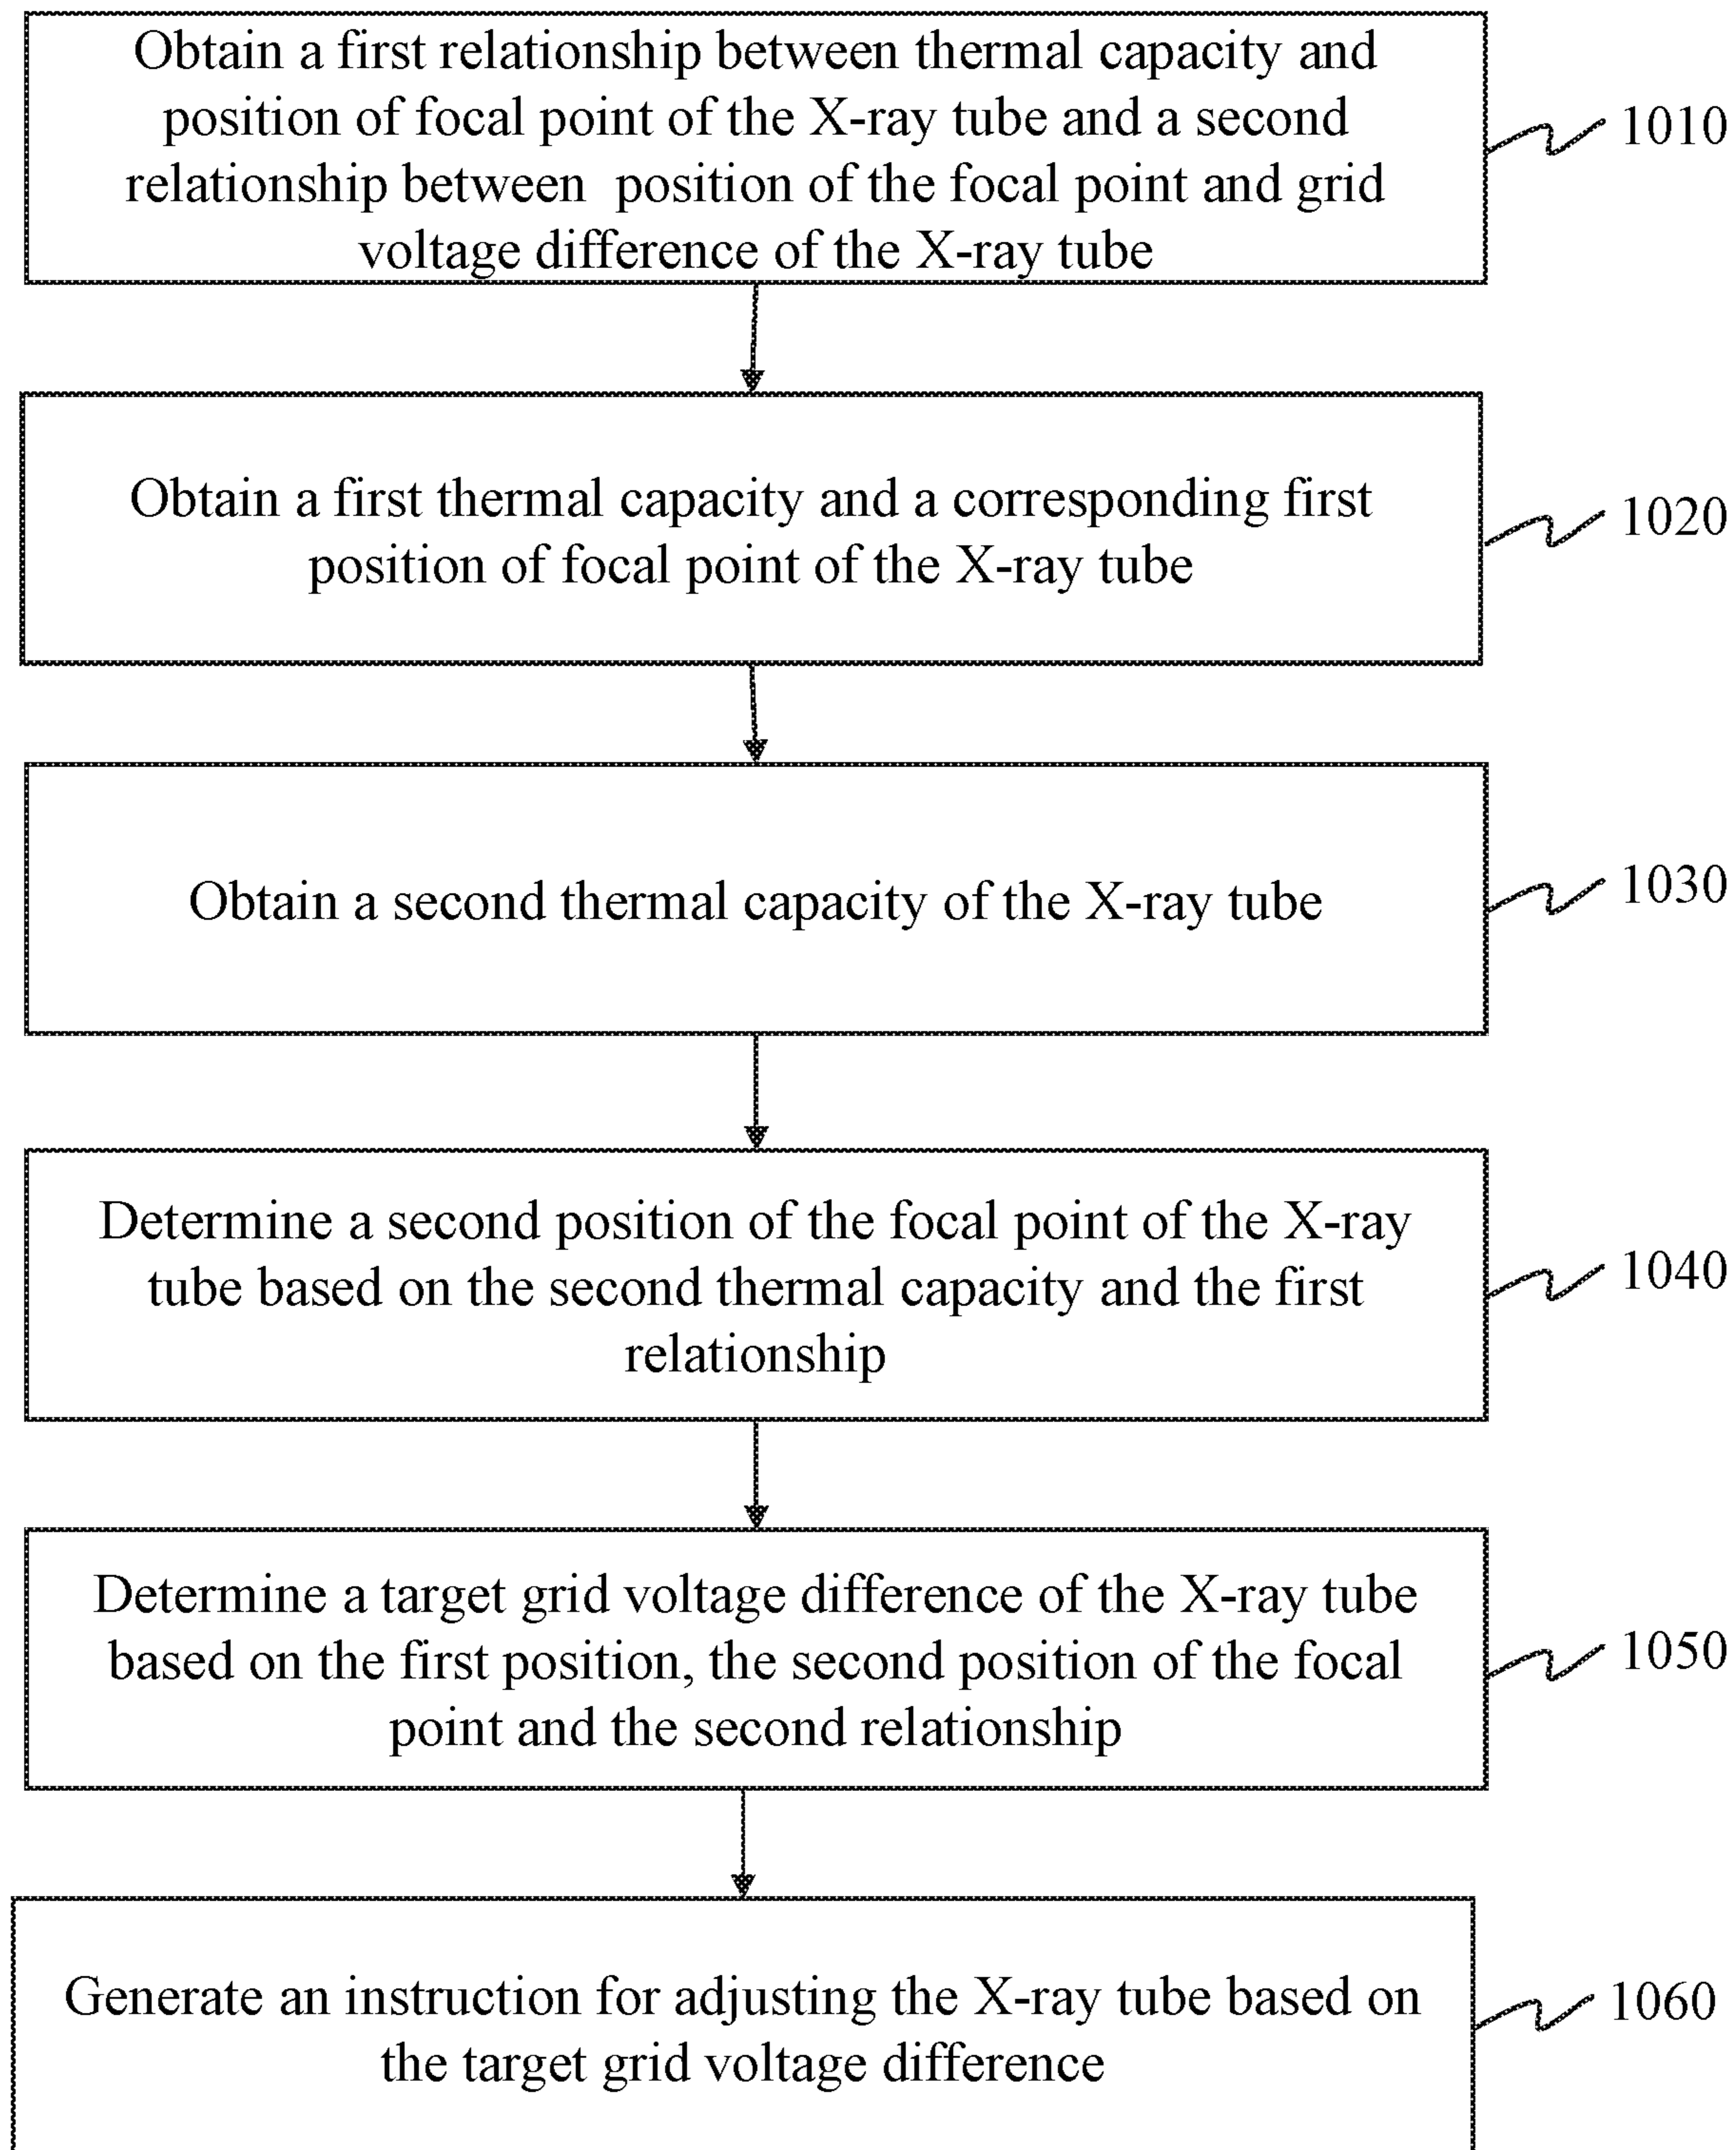 Obtain a first relationship between thermal capacity and
position of focal point of the X-ray tube and a second
relationship between position of the focal point and grid
voltage difference of the X-ray tube
1010
Obtain a first thermal capacity and a corresponding first
position of focal point of the X-ray tube
1020
Obtain a second thermal capacity of the X-ray tube
1030
Determine a second position of the focal point of the X-ray
tube based on the second thermal capacity and the first
relationship
1040
Determine a target grid voltage difference of the X-ray tube
based on the first position, the second position of the focal
point and the second relationship
1050
Generate an instruction for adjusting the X-ray tube based on
the target grid voltage difference
1060